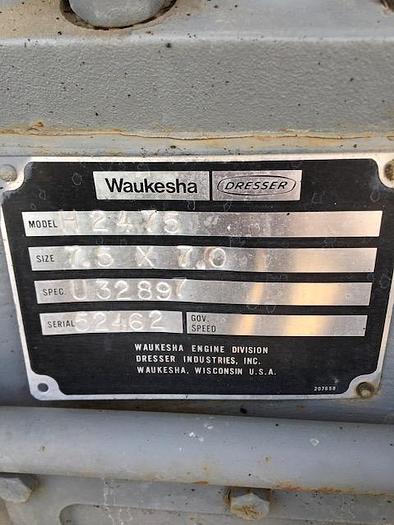 Waukesha DRESSER
MODEL H2475
SIZE 7.5 X 7.0
SPEC. U32897
SERIAL 52462 GOV. SPEED
WAUKESHA ENGINE DIVISION
DRESSER INDUSTRIES, INC.
WAUKESHA, WISCONSIN U.S.A.
207659